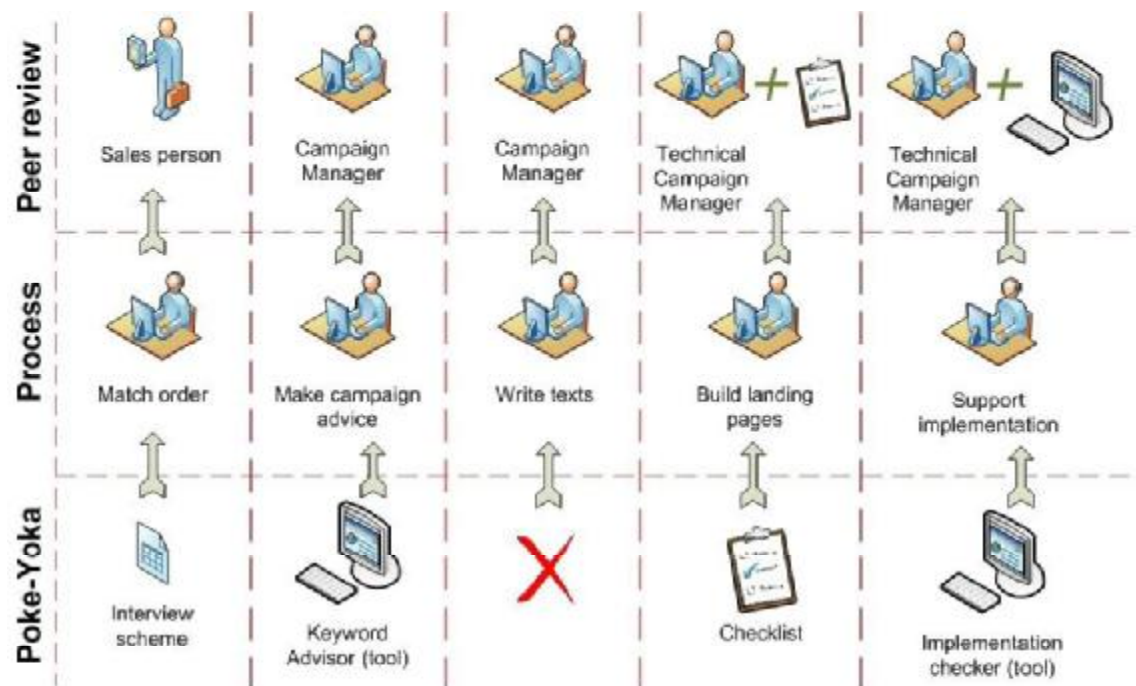 Peer review
Sales person
Campaign
Manager
Campaign
Manager
Technical
Campaign
Manager
Technical
Campaign
Manager
Process
Match order
Make campaign
advice
Write texts
Build landing
pages
Support
implementation
Poke-Yoka
Interview
scheme
Keyword
Advisor (tool)
Checklist
Implementation
checker (tool)